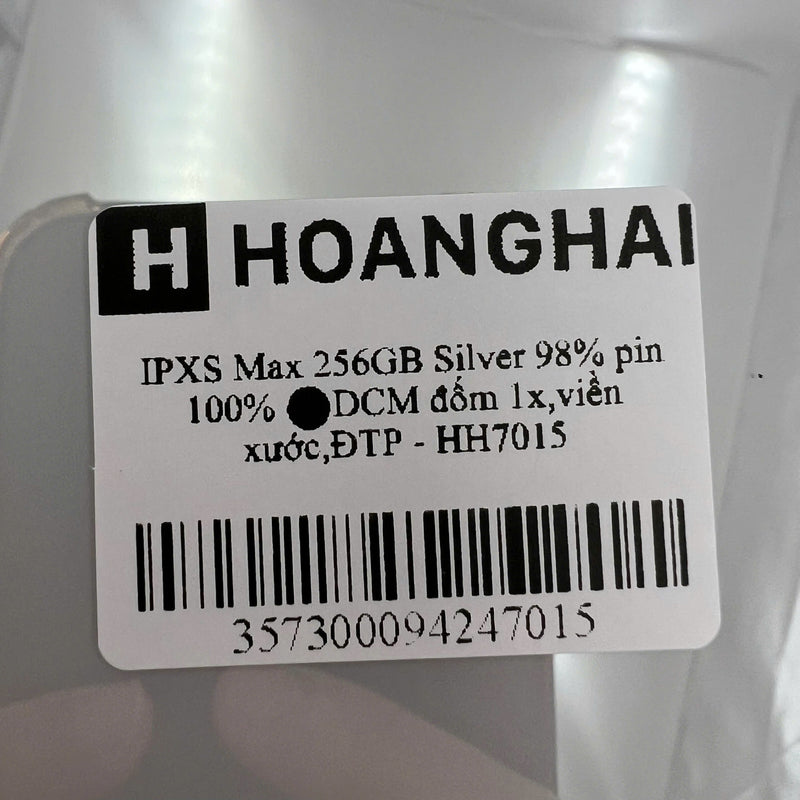 H HOANGHAI
IPXS Max 256GB Silver 98% pin
100% ⚫DCM đốm 1x,viền
xước,ĐTP - HH7015
357300094247015